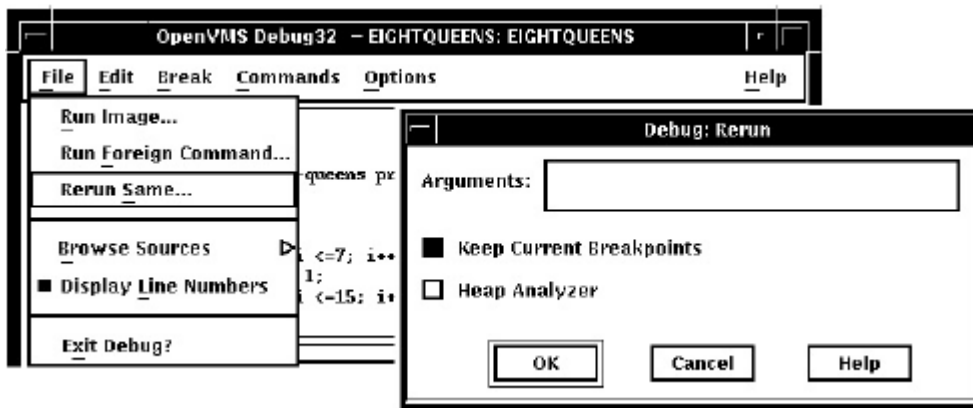 OpenVMS Debug32 - EIGHTQUEENS: EIGHTQUEENS
File Edit Break Commands Options Help
Run Image...
Run Foreign Command...
Rerun Same...
Browse Sources
Display Line Numbers
Exit Debug?
-queens pr
i <=7; i++
1;
i <=15; i+
Debug: Rerun
Arguments:
Keep Current Breakpoints
Heap Analyzer
OK Cancel Help